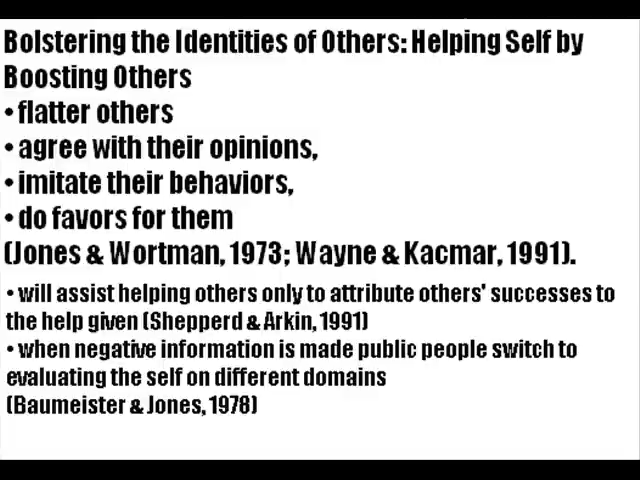 Bolstering the Identities of Others: Helping Self by
Boosting Others
• flatter others
• agree with their opinions,
• imitate their behaviors,
• do favors for them
(Jones & Wortman, 1973; Wayne & Kacmar, 1991).
• will assist helping others only to attribute others' successes to
the help given (Shepperd & Arkin, 1991)
• when negative information is made public people switch to
evaluating the self on different domains
(Baumeister & Jones, 1978)